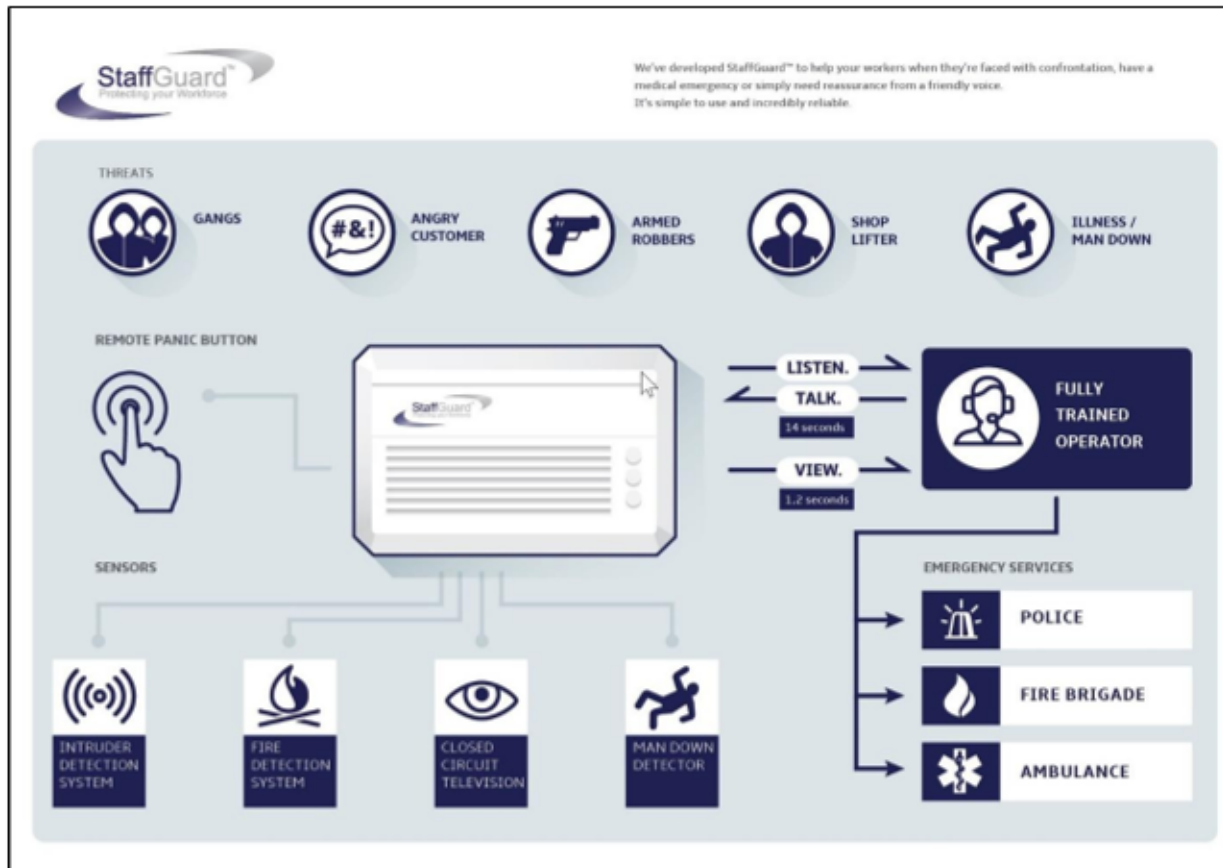 StaffGuard™
Protecting your Workforce
We've developed StaffGuard™ to help your workers when they're faced with confrontation, have a
medical emergency or simply need reassurance from a friendly voice.
It's simple to use and incredibly reliable.
THREATS
GANGS
#&!
ANGRY
CUSTOMER
ARMED
ROBBERS
SHOP
LIFTER
ILLNESS /
MAN DOWN
REMOTE PANIC BUTTON
StaffGuard
Protecting your Workforce
LISTEN.
TALK.
14 seconds
VIEW.
1.2 seconds
FULLY
TRAINED
OPERATOR
SENSORS
INTRUDER
DETECTION
SYSTEM
FIRE
DETECTION
SYSTEM
CLOSED
CIRCUIT
TELEVISION
MAN DOWN
DETECTOR
EMERGENCY SERVICES
POLICE
FIRE BRIGADE
AMBULANCE